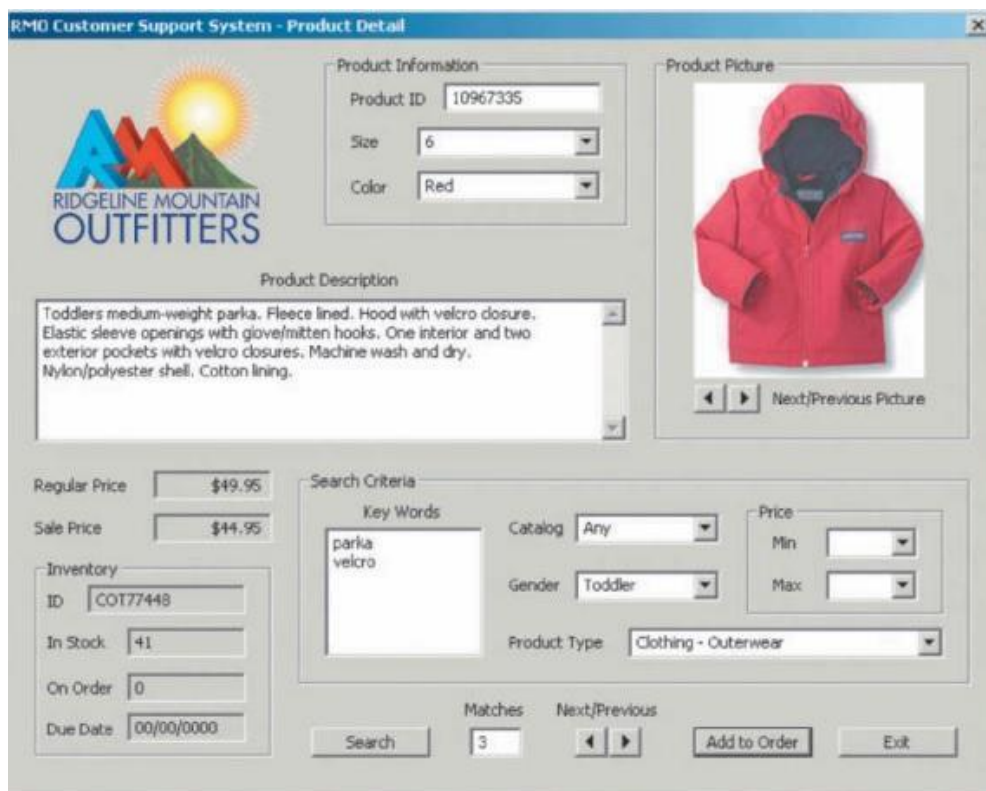 RMO Customer Support System - Product Detail
RMO
RIDGELINE MOUNTAIN
OUTFITTERS
Product Information
Product ID 10967335
Size 6
Color Red
Product Picture
Next/Previous Picture
Product Description
Toddlers medium-weight parka. Fleece lined. Hood with velcro closure.
Elastic sleeve openings with glove/mitten hooks. One interior and two
exterior pockets with velcro closures. Machine wash and dry.
Nylon/polyester shell. Cotton lining.
Regular Price $49.95
Sale Price $44.95
Inventory
ID COT77448
In Stock 41
On Order 0
Due Date 00/00/0000
Search Criteria
Key Words
parka
velcro
Catalog Any
Gender Toddler
Price
Min
Max
Product Type Clothing - Outerwear
Search
Matches
3
Next/Previous
Add to Order
Exit